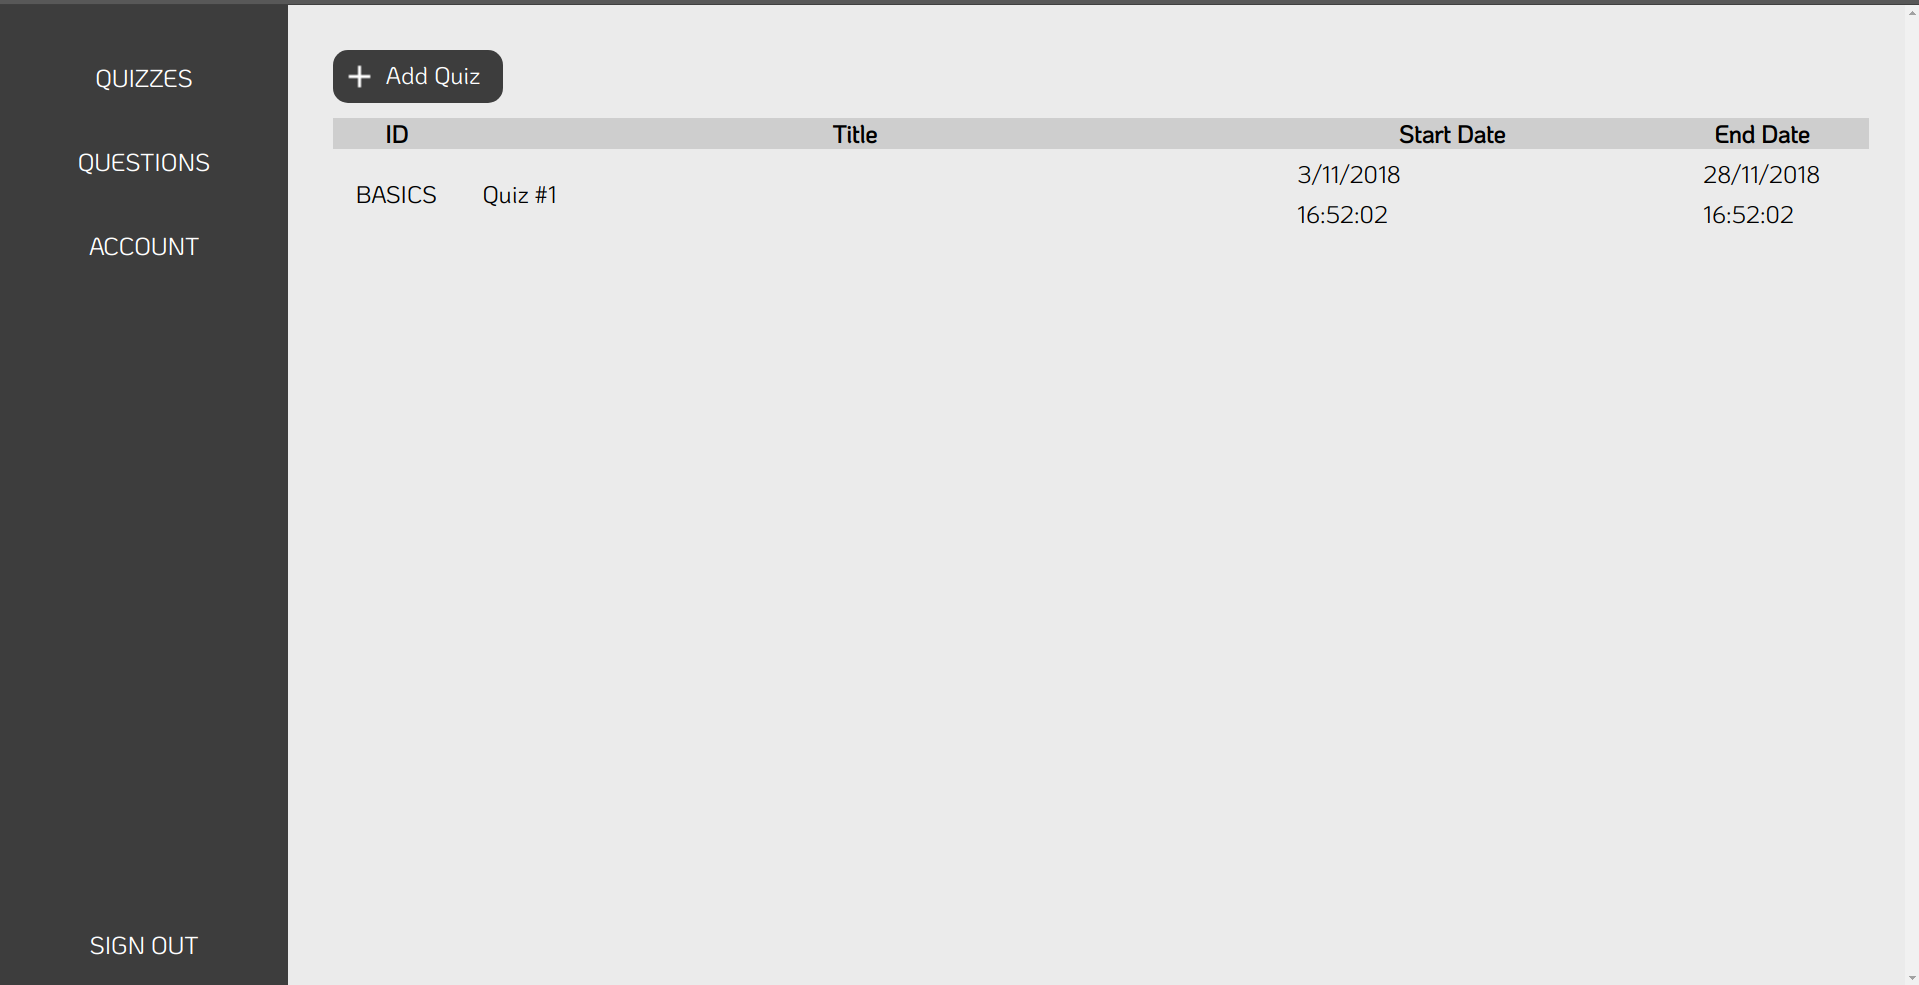 QUIZZES
QUESTIONS
ACCOUNT
SIGN OUT
Add Quiz
ID Title Start Date End Date
BASICS Quiz #1 3/11/2018 16:52:02 28/11/2018 16:52:02